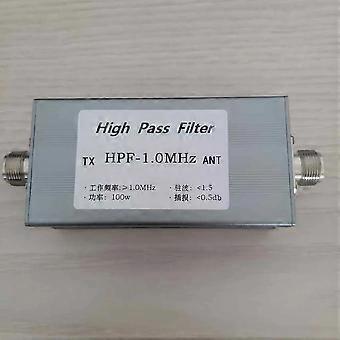 High Pass Filter
TX HPF-1.0MHz ANT
·工作频率:>1.0MHz ·驻波: <1.5
·功率: 100w ·插损: <0.5db